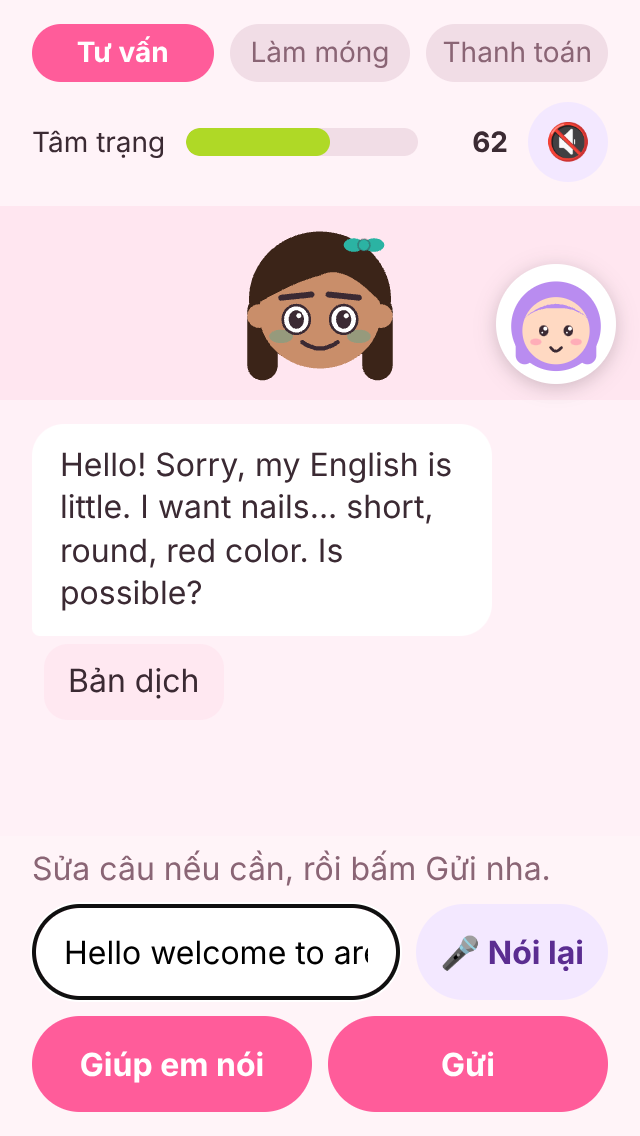 Tư vấn
Làm móng
Thanh toán
Tâm trạng
62
Hello! Sorry, my English is
little. I want nails... short,
round, red color. Is
possible?
Bản dịch
Sửa câu nếu cần, rồi bấm Gửi nha.
Hello welcome to
Nói lại
Giúp em nói
Gửi